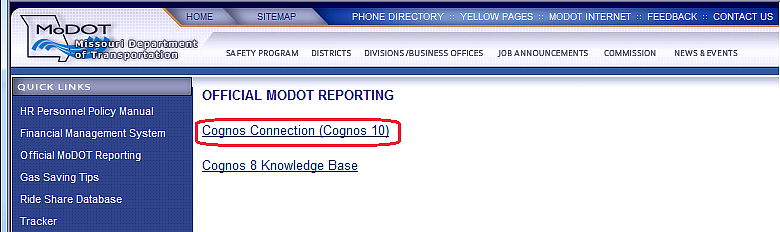 HOME SITEMAP PHONE DIRECTORY :: YELLOW PAGES :: MODOT INTERNET :: FEEDBACK :: CONTACT US
MoDOT
Missouri Department
of Transportation
SAFETY PROGRAM DISTRICTS DIVISIONS/BUSINESS OFFICES JOB ANNOUNCEMENTS COMMISSION NEWS & EVENTS
QUICK LINKS
HR Personnel Policy Manual
Financial Management System
Official MoDOT Reporting
Gas Saving Tips
Ride Share Database
Tracker
OFFICIAL MODOT REPORTING
Cognos Connection (Cognos 10)
Cognos 8 Knowledge Base